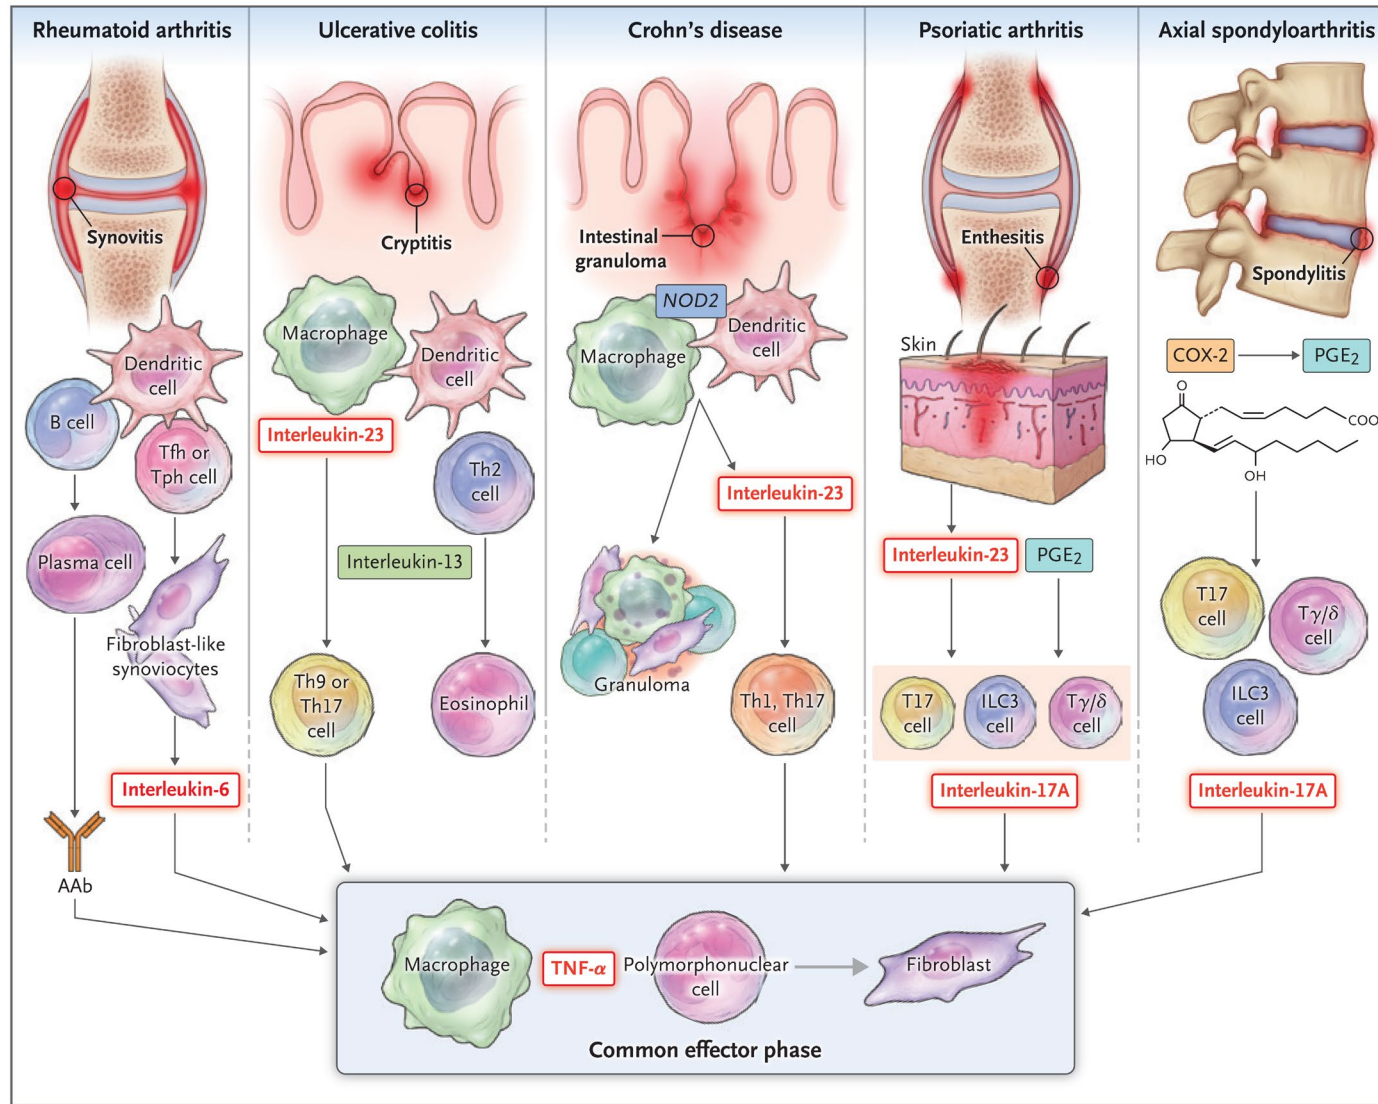 Rheumatoid arthritis
Synovitis
Dendritic
cell
B cell
Tfh or
Tph cell
Plasma cell
Fibroblast-like
synoviocytes
Interleukin-6
AAb
Ulcerative colitis
Cryptitis
Macrophage
Dendritic
cell
Interleukin-23
Th2
cell
Interleukin-13
Th9 or
Th17
cell
Eosinophil
Crohn's disease
Intestinal
granuloma
NOD2
Macrophage
Dendritic
cell
Interleukin-23
Granuloma
Th1, Th17
cell
Psoriatic arthritis
Enthesitis
Skin
Interleukin-23
PGE2
T17
cell
ILC3
cell
Tγ/δ
cell
Interleukin-17A
Axial spondyloarthritis
Spondylitis
COX-2
PGE2
O
COO
HO
OH
T17
cell
Tγ/δ
cell
ILC3
cell
Interleukin-17A
Macrophage
TNF-α
Polymorphonuclear
cell
Fibroblast
Common effector phase